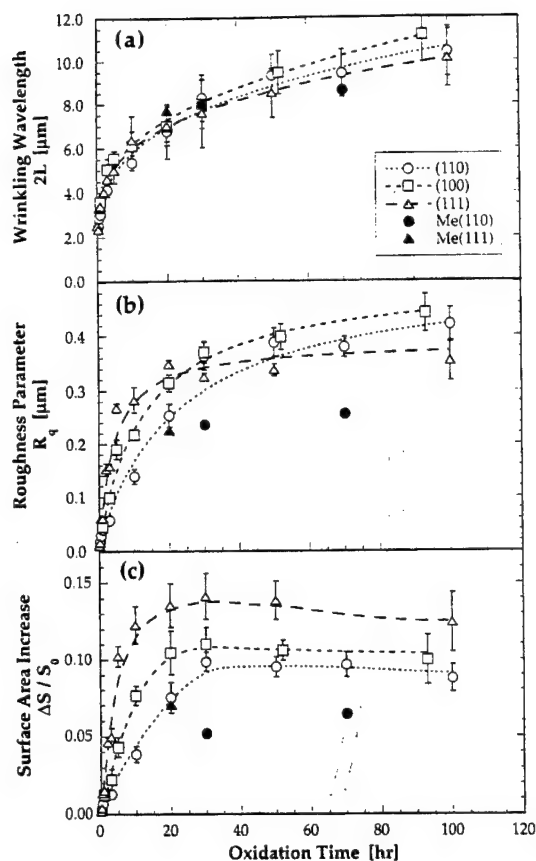 (a)
Wrinkling Wavelength
2L [μm]
12.0
10.0
8.0
6.0
4.0
2.0
0.0
(110)
(100)
(111)
Me(110)
Me(111)
(b)
Roughness Parameter
Rq [μm]
0.4
0.3
0.2
0.1
0.0
(c)
Surface Area Increase
ΔS / S0
0.15
0.10
0.05
0.00
0 20 40 60 80 100 120
Oxidation Time [hr]